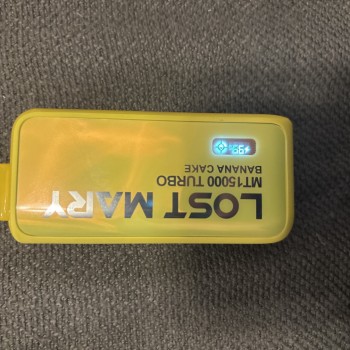 LOST MARY
MT15000 TURBO
BANANA CAKE